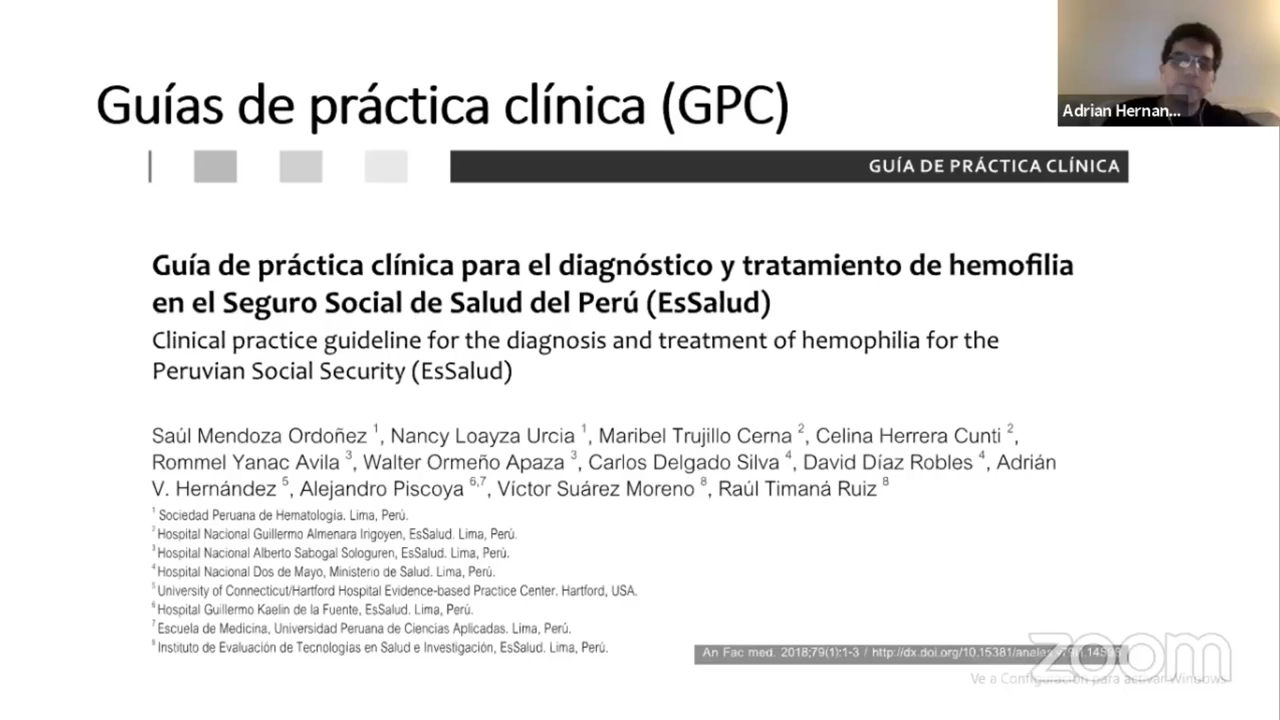 Guías de práctica clínica (GPC)
Adrian Hernan...
GUÍA DE PRÁCTICA CLÍNICA
Guía de práctica clínica para el diagnóstico y tratamiento de hemofilia
en el Seguro Social de Salud del Perú (EsSalud)
Clinical practice guideline for the diagnosis and treatment of hemophilia for the
Peruvian Social Security (EsSalud)
Saúl Mendoza Ordoñez 1, Nancy Loayza Urcia 1, Maribel Trujillo Cerna 2, Celina Herrera Cunti 2,
Rommel Yanac Avila 3, Walter Ormeño Apaza 3, Carlos Delgado Silva 4, David Díaz Robles 4, Adrián
V. Hernández 5, Alejandro Piscoya 6,7, Víctor Suárez Moreno 8, Raúl Timaná Ruiz 8
1 Sociedad Peruana de Hematología. Lima, Perú.
2 Hospital Nacional Guillermo Almenara Irigoyen, EsSalud. Lima, Perú.
3 Hospital Nacional Alberto Sabogal Sologuren, EsSalud. Lima, Perú.
4 Hospital Nacional Dos de Mayo, Ministerio de Salud. Lima, Perú.
5 University of Connecticut/Hartford Hospital Evidence-based Practice Center. Hartford, USA.
6 Hospital Guillermo Kaelin de la Fuente, EsSalud. Lima, Perú.
7 Escuela de Medicina, Universidad Peruana de Ciencias Aplicadas. Lima, Perú.
8 Instituto de Evaluación de Tecnologías en Salud e Investigación, EsSalud. Lima, Perú.
An Fac med. 2018;79(1):1-3 / http://dx.doi.org/10.15381/anales
zoom
Ve a Configuración para activar Windows